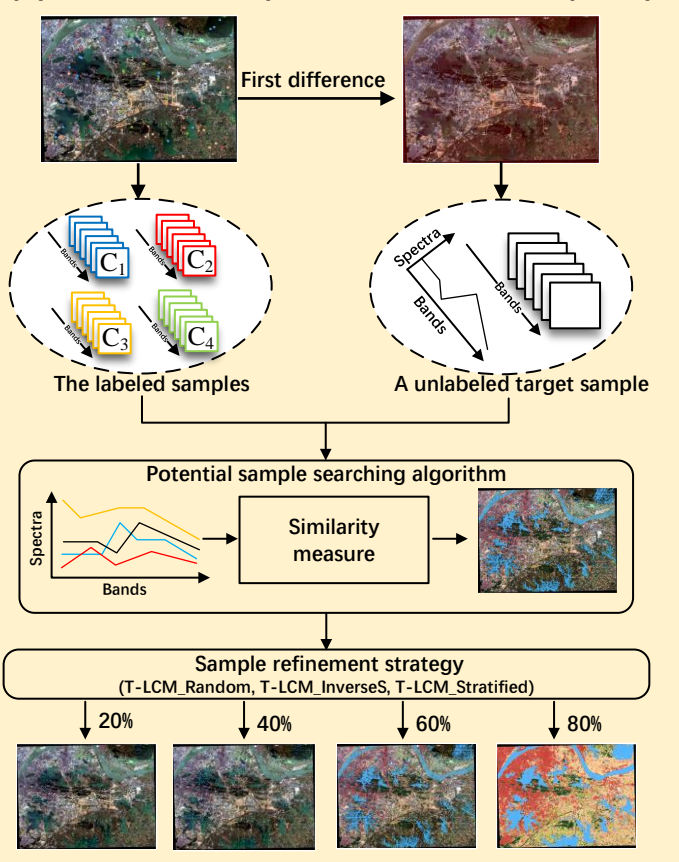 First difference
Bands
C1
Bands
C2
Bands
C3
Bands
C4
Spectra
Bands
Bands
The labeled samples
A unlabeled target sample
Potential sample searching algorithm
Spectra
Bands
Similarity
measure
Sample refinement strategy
(T-LCM_Random, T-LCM_InverseS, T-LCM_Stratified)
20%
40%
60%
80%